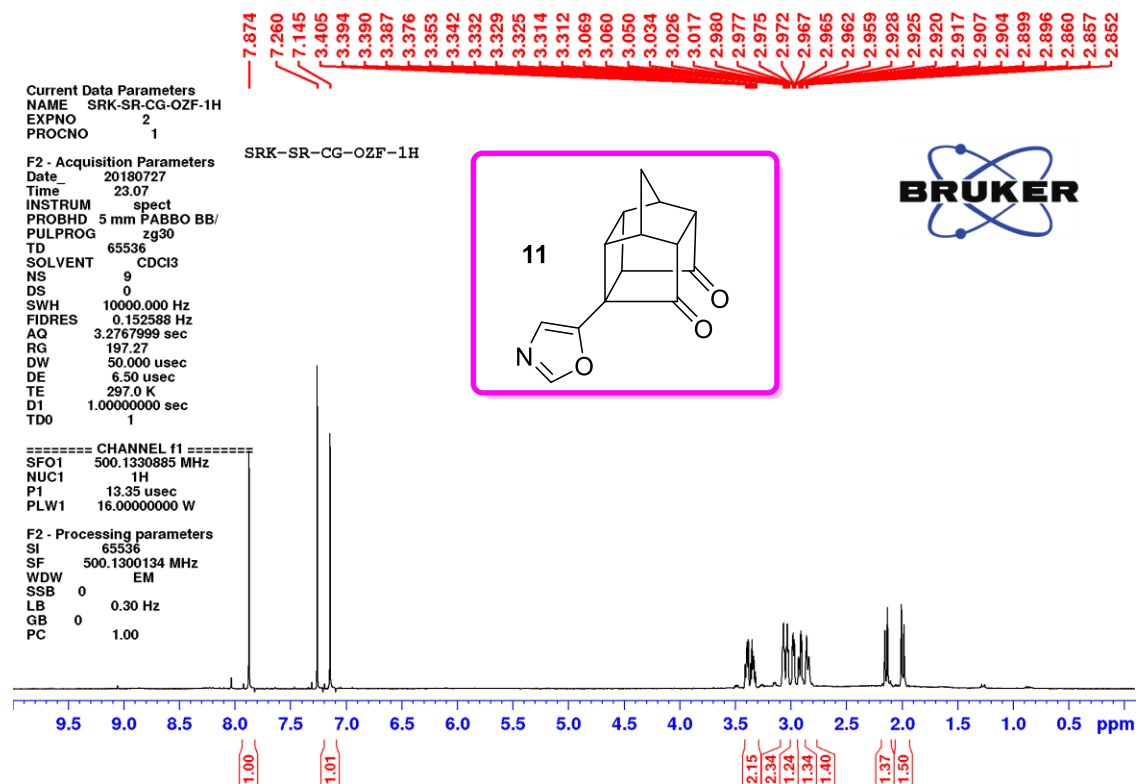 7.874
7.260
7.145
3.405
3.394
3.390
3.387
3.376
3.353
3.342
3.332
3.329
3.325
3.314
3.312
3.069
3.060
3.050
3.034
3.026
3.017
2.980
2.977
2.975
2.972
2.967
2.965
2.962
2.959
2.928
2.925
2.920
2.917
2.907
2.904
2.899
2.896
2.860
2.857
2.852
Current Data Parameters
NAME SRK-SR-CG-OZF-1H
EXPNO 2
PROCNO 1
F2 - Acquisition Parameters
Date_ 20180727
Time 23.07
INSTRUM spect
PROBHD 5 mm PABBO BB/
PULPROG zg30
TD 65536
SOLVENT CDCl3
NS 9
DS 0
SWH 10000.000 Hz
FIDRES 0.152588 Hz
AQ 3.2767999 sec
RG 197.27
DW 50.000 usec
DE 6.50 usec
TE 297.0 K
D1 1.00000000 sec
TD0 1
======== CHANNEL f1 ========
SFO1 500.1330885 MHz
NUC1 1H
P1 13.35 usec
PLW1 16.00000000 W
F2 - Processing parameters
SI 65536
SF 500.1300134 MHz
WDW EM
SSB 0
LB 0.30 Hz
GB 0
PC 1.00
SRK-SR-CG-OZF-1H
11
O
O
N
O
BRUKER
9.5 9.0 8.5 8.0 7.5 7.0 6.5 6.0 5.5 5.0 4.5 4.0 3.5 3.0 2.5 2.0 1.5 1.0 0.5 ppm
1.00
1.01
2.15
2.34
1.24
1.34
1.40
1.37
1.50